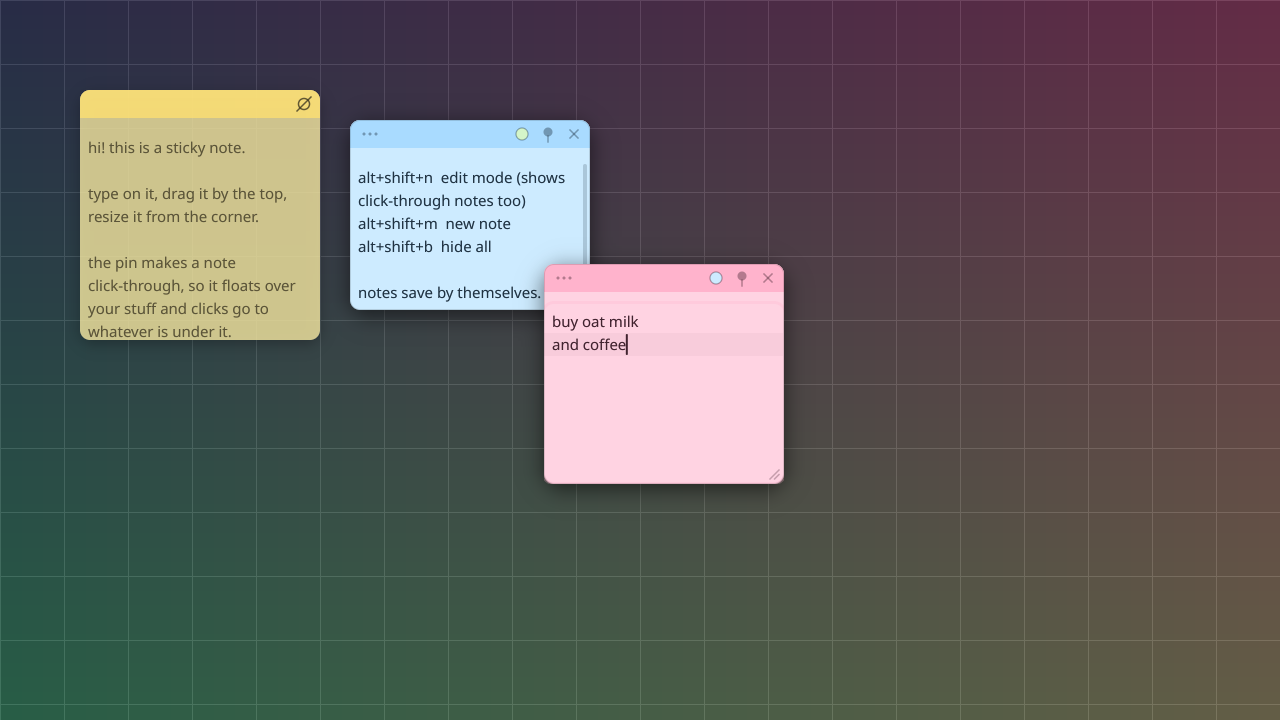 hi! this is a sticky note.
type on it, drag it by the top,
resize it from the corner.
the pin makes a note
click-through, so it floats over
your stuff and clicks go to
whatever is under it.
alt+shift+n  edit mode (shows
click-through notes too)
alt+shift+m  new note
alt+shift+b  hide all
notes save by themselves.
buy oat milk
and coffee